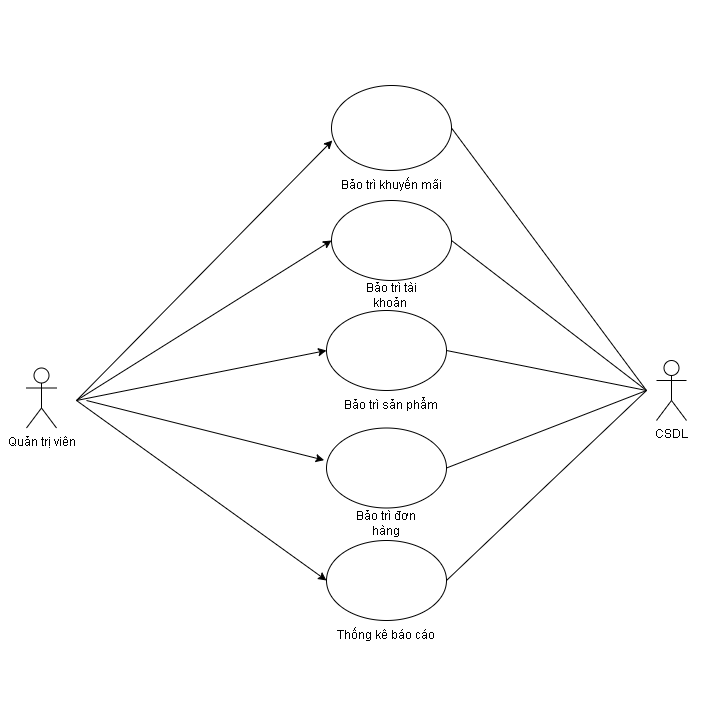 Bảo trì khuyến mãi
Bảo trì tài
khoản
Bảo trì sản phẩm
Quản trị viên
CSDL
Bảo trì đơn
hàng
Thống kê báo cáo